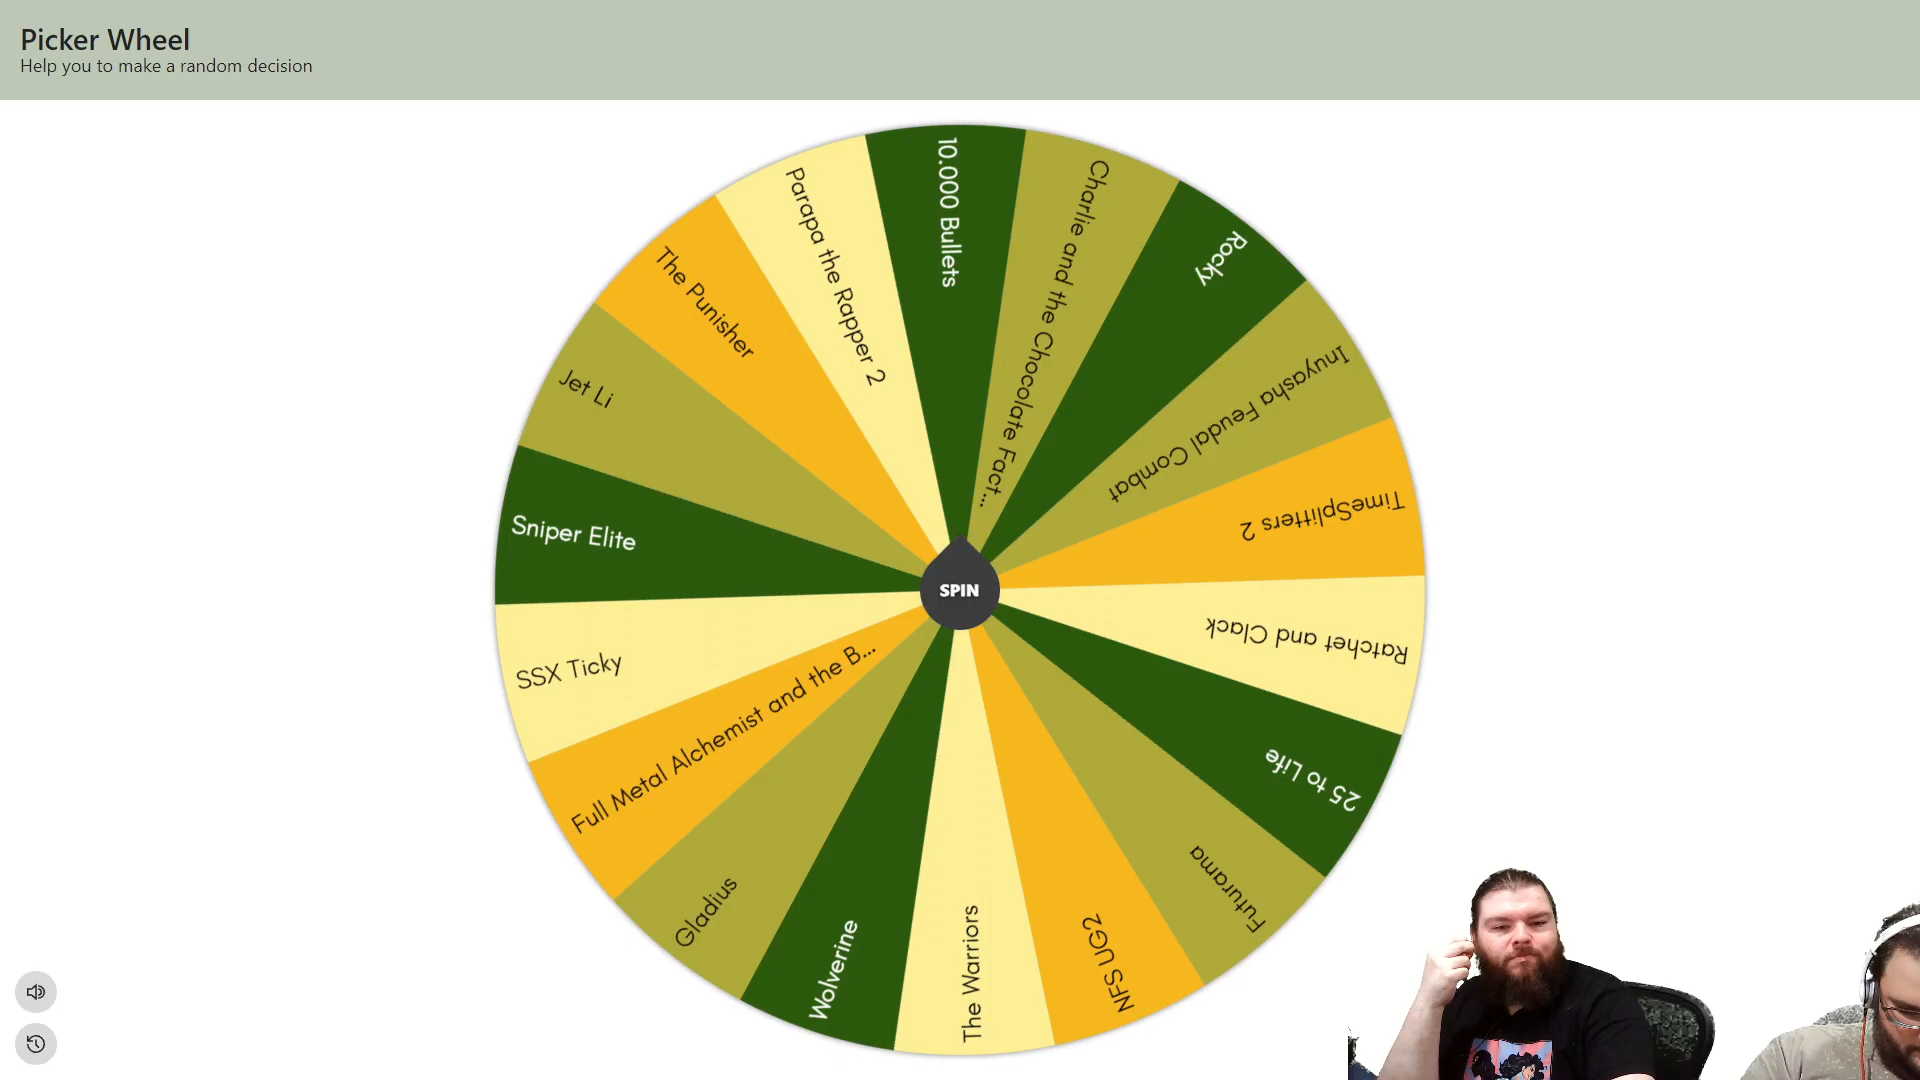 Picker Wheel
Help you to make a random decision
10.000 Bullets
Charlie and the Chocolate Fact...
Rocky
Inuyasha Feudal Combat
TimeSplitters 2
Ratchet and Clack
25 to Life
Futurama
NFS UG2
The Warriors
Wolverine
Gladius
Full Metal Alchemist and the B...
SSX Ticky
Sniper Elite
Jet Li
The Punisher
Parapa the Rapper 2
SPIN